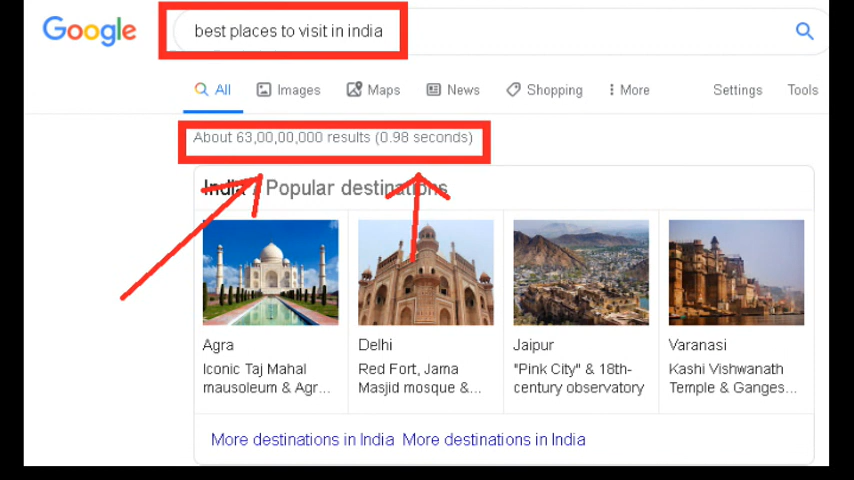 Google
best places to visit in india
All Images Maps News Shopping More Settings Tools
About 63,00,00,000 results (0.98 seconds)
India / Popular destinations
Agra Delhi Jaipur Varanasi
Iconic Taj Mahal Red Fort, Jama "Pink City" & 18th- Kashi Vishwanath
mausoleum & Agr... Masjid mosque &... century observatory Temple & Ganges...
More destinations in India More destinations in India